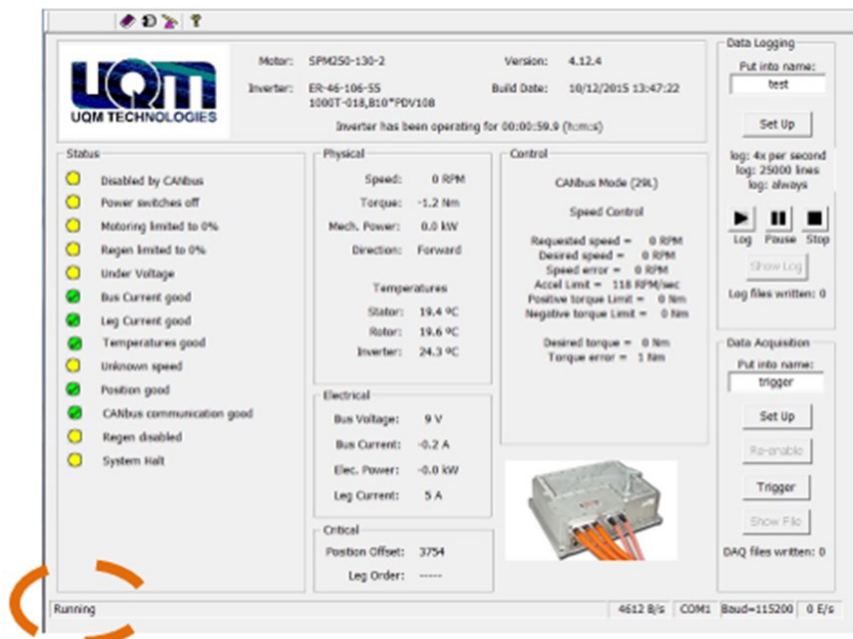 UQM
UQM TECHNOLOGIES
Motor: SPM250-130-2
Version: 4.12.4
Inverter: ER-46-106-55
1000T-018,B10*PDV108
Build Date: 10/12/2015 13:47:22
Inverter has been operating for 00:00:59.9 (h:m:s)
Status
Disabled by CANbus
Power switches off
Motoring limited to 0%
Regen limited to 0%
Under Voltage
Bus Current good
Leg Current good
Temperatures good
Unknown speed
Position good
CANbus communication good
Regen disabled
System Halt
Physical
Speed: 0 RPM
Torque: -1.2 Nm
Mech. Power: 0.0 kW
Direction: Forward
Temperatures
Stator: 19.4 ºC
Rotor: 19.6 ºC
Inverter: 24.3 ºC
Electrical
Bus Voltage: 9 V
Bus Current: -0.2 A
Elec. Power: -0.0 kW
Leg Current: 5 A
Critical
Position Offset: 3754
Leg Order: -----
Control
CANbus Mode (29L)
Speed Control
Requested speed = 0 RPM
Desired speed = 0 RPM
Speed error = 0 RPM
Accel Limit = 118 RPM/sec
Positive torque Limit = 0 Nm
Negative torque Limit = 0 Nm
Desired torque = 0 Nm
Torque error = 1 Nm
Data Logging
Put into name:
test
Set Up
log: 4x per second
log: 25000 lines
log: always
Log Pause Stop
Show Log
Log files written: 0
Data Acquisition
Put into name:
trigger
Set Up
Re-enable
Trigger
Show File
DAQ files written: 0
Running
4612 B/s COM1 Baud=115200 0 E/s